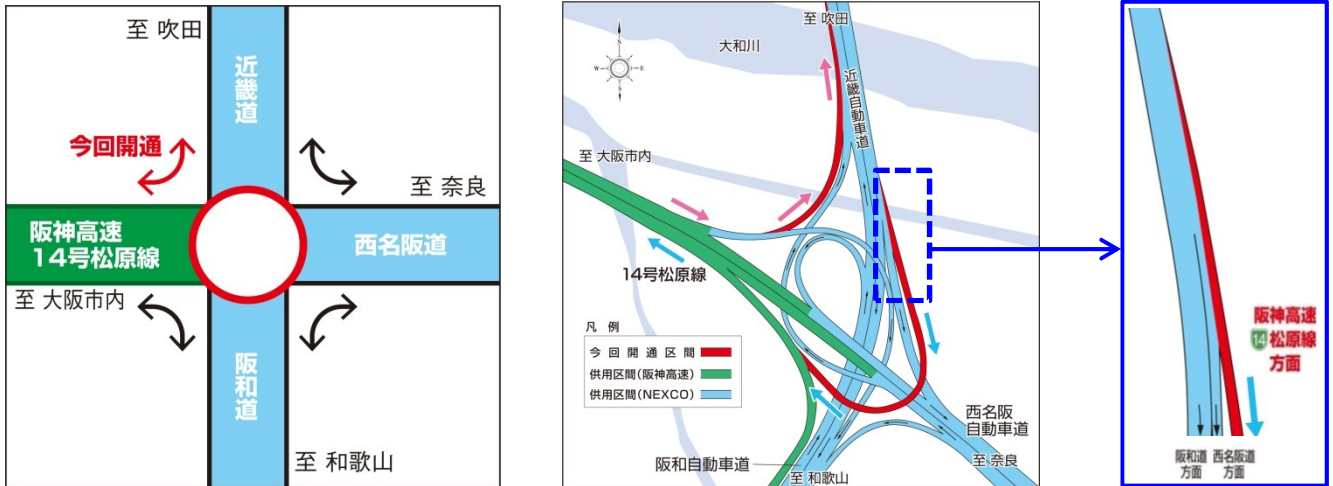 至 吹田
近畿道
今回開通
至 奈良
阪神高速
14号松原線
西名阪道
至 大阪市内
阪和道
至 和歌山
至 吹田
大和川
N
W
E
S
近畿自動車道
至 大阪市内
14号松原線
凡 例
今回開通区間
供用区間(阪神高速)
供用区間(NEXCO)
西名阪
自動車道
至 奈良
阪和自動車道
至 和歌山
阪神高速
14 松原線
方面
阪和道
方面
西名阪道
方面